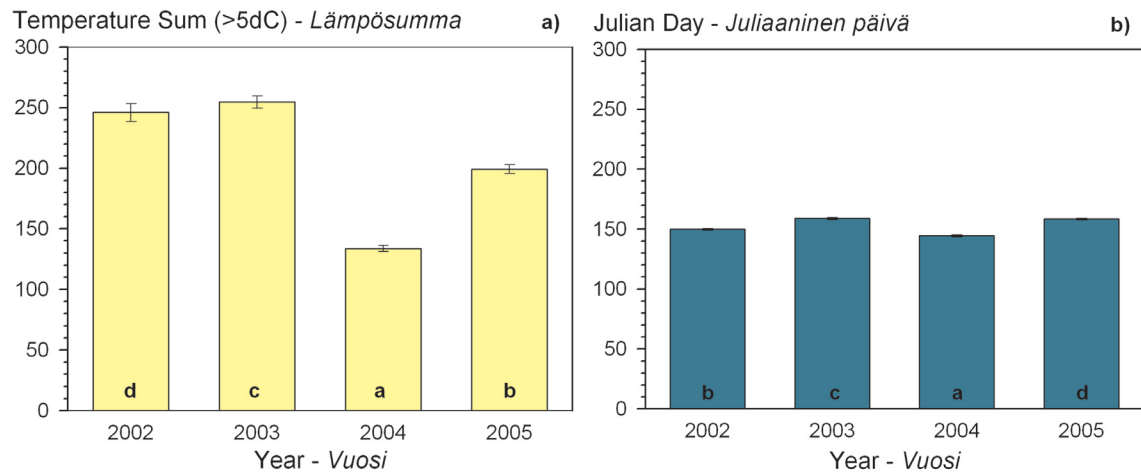 Temperature Sum (>5dC) - Lämpösumma a)
300
250
200
150
100
50
0
d c a b
2002 2003 2004 2005
Year - Vuosi
Julian Day - Juliaaninen päivä b)
300
250
200
150
100
50
0
b c a d
2002 2003 2004 2005
Year - Vuosi